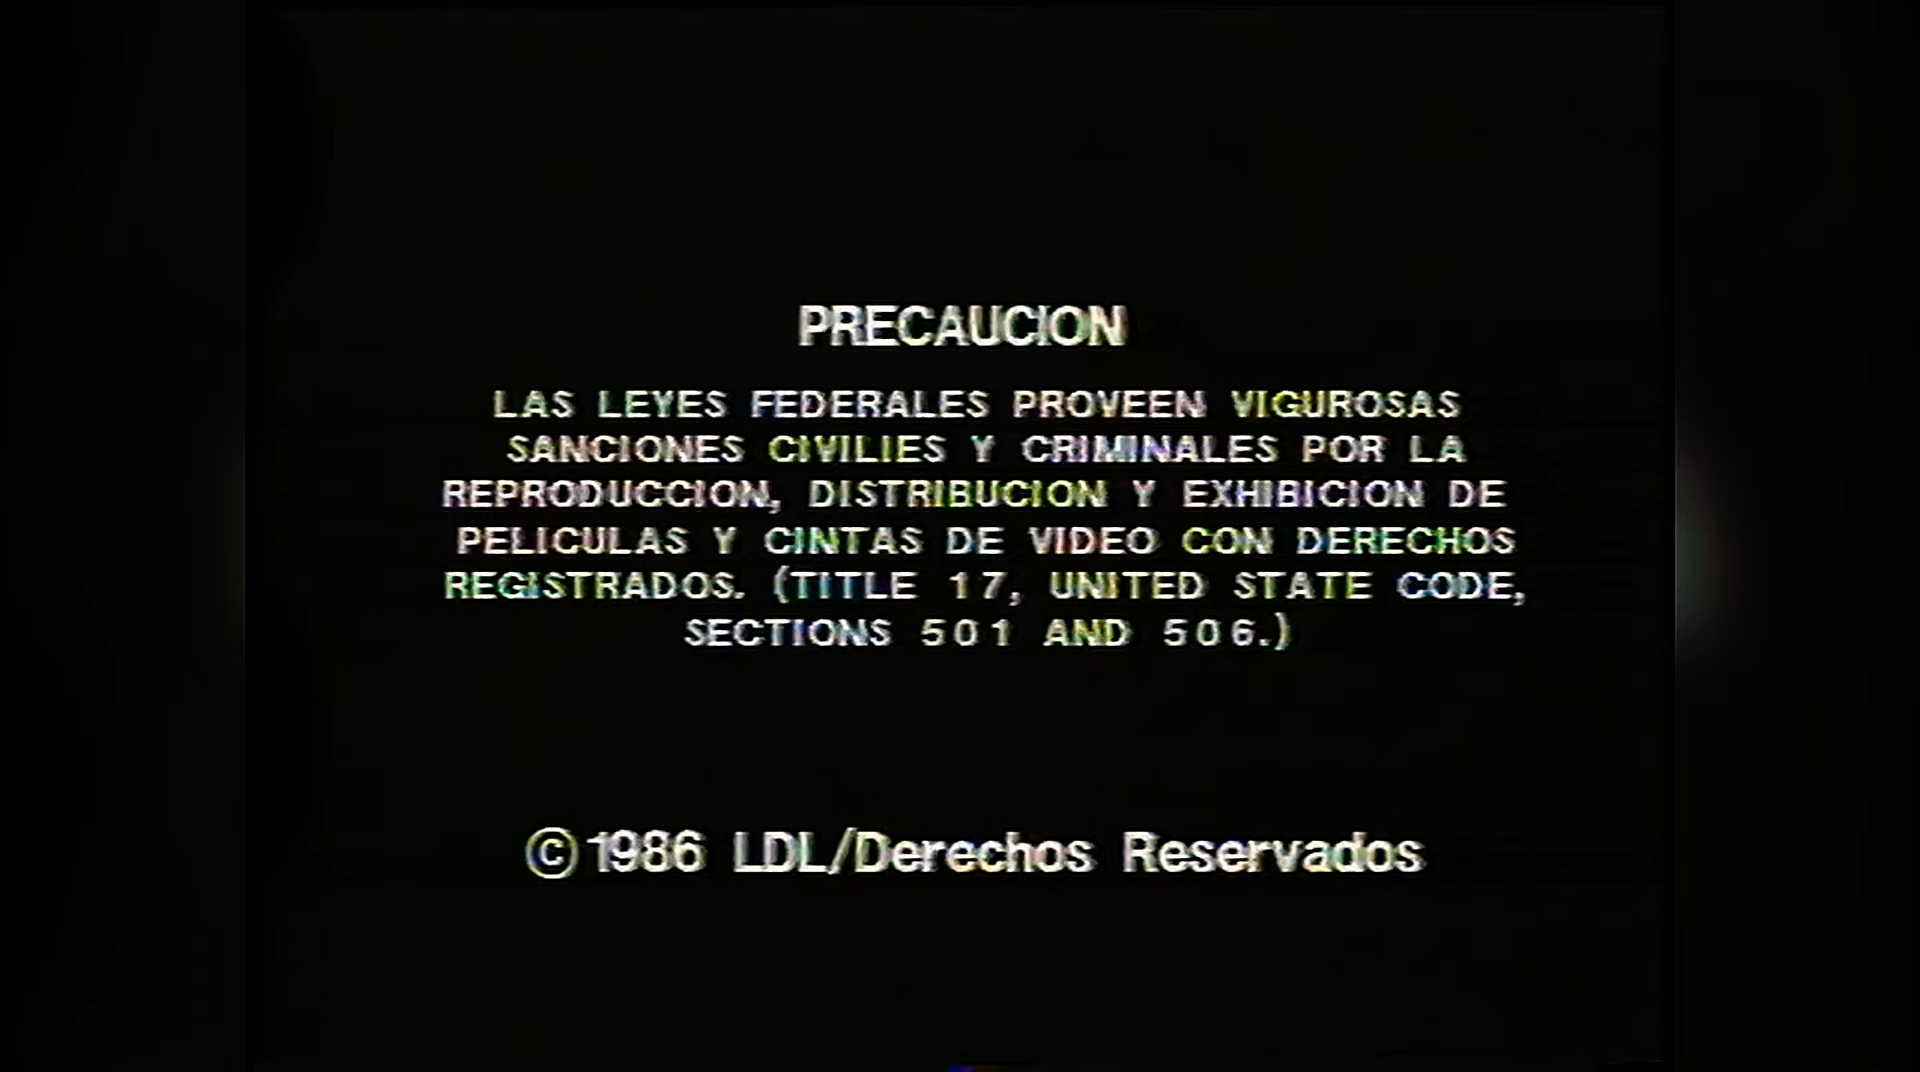 PRECAUCION
LAS LEYES FEDERALES PROVEEN VIGUROSAS
SANCIONES CIVILIES Y CRIMINALES POR LA
REPRODUCCION, DISTRIBUCION Y EXHIBICION DE
PELICULAS Y CINTAS DE VIDEO CON DERECHOS
REGISTRADOS. (TITLE 17, UNITED STATE CODE,
SECTIONS 501 AND 506.)
©1986 LDL/Derechos Reservados